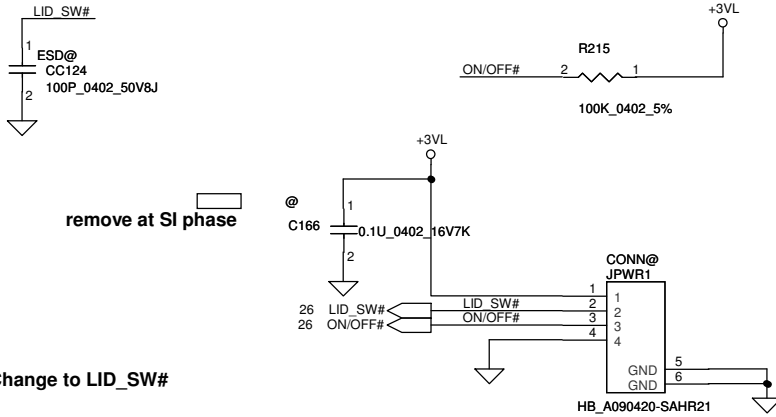 LID_SW#
1
ESD@
CC124
100P_0402_50V8J
2
+3VL
R215
ON/OFF#
2
1
100K_0402_5%
+3VL
remove at SI phase
@
1
C166
0.1U_0402_16V7K
2
CONN@
JPWR1
1
1
26 LID_SW#
LID_SW#
2
2
26 ON/OFF#
ON/OFF#
3
3
4
4
GND
5
GND
6
HB_A090420-SAHR21
to LID_SW#